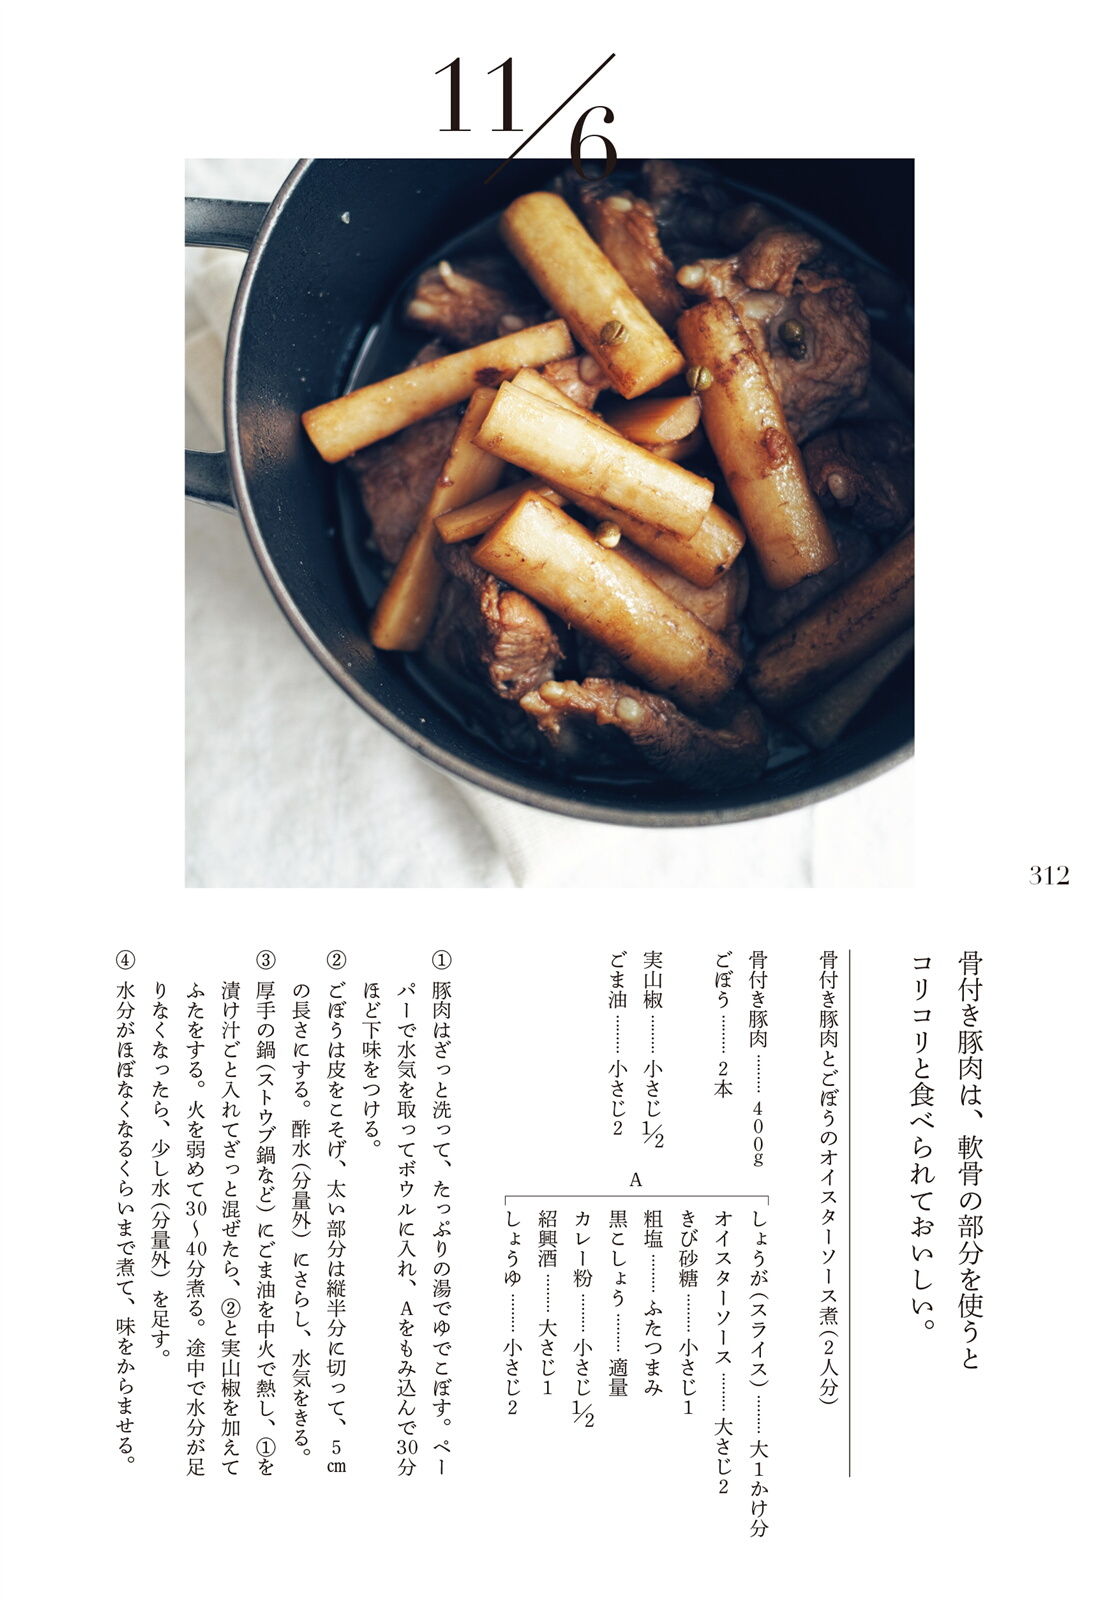 11/6
312
骨付き豚肉は、軟骨の部分を使うと
コリコリと食べられておいしい。
骨付き豚肉とごぼうのオイスターソース煮(2人分)
骨付き豚肉………400g
ごぼう………2本
実山椒………小さじ1/2
ごま油………小さじ2
A
しょうが(スライス)………大1かけ分
オイスターソース………大さじ2
きび砂糖………小さじ1
粗塩………ふたつまみ
黒こしょう………適量
カレー粉………小さじ1/2
紹興酒………大さじ1
しょうゆ………小さじ2
① 豚肉はざっと洗って、たっぷりの湯でゆでこぼす。ペー
パーで水気を取ってボウルに入れ、Aをもみ込んで30分
ほど下味をつける。
② ごぼうは皮をこそげ、太い部分は縦半分に切って、5㎝
の長さにする。酢水(分量外)にさらし、水気をきる。
③ 厚手の鍋(ストウブ鍋など)にごま油を中火で熱し、①を
漬け汁ごと入れてざっと混ぜたら、②と実山椒を加えて
ふたをする。火を弱めて30〜40分煮る。途中で水分が足
りなくなったら、少し水(分量外)を足す。
④ 水分がほぼなくなるくらいまで煮て、味をからませる。